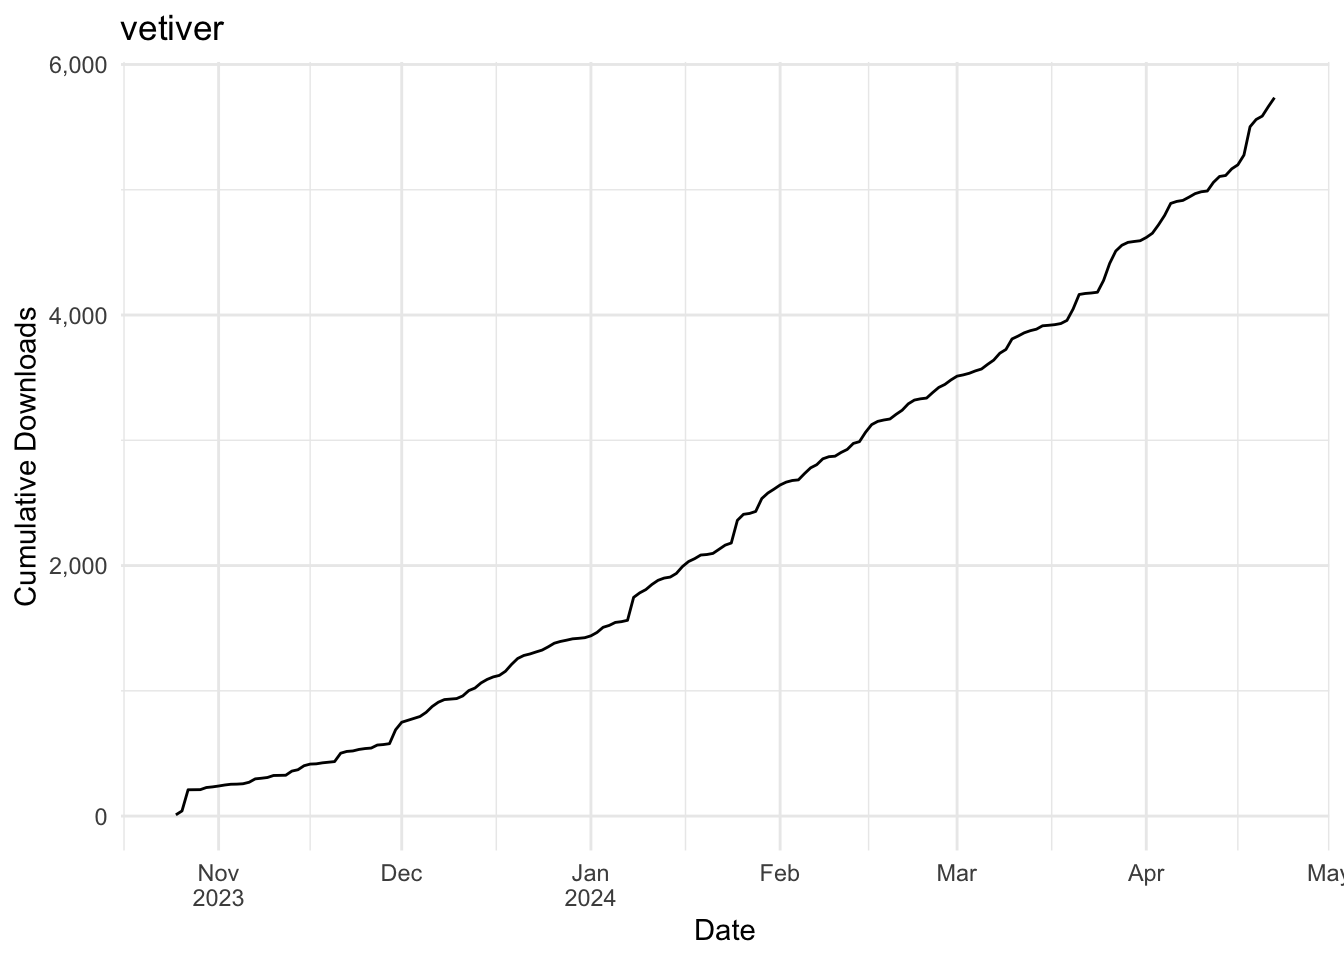 vetiver
6,000
4,000
2,000
0
Cumulative Downloads
Nov Dec Jan Feb Mar Apr May
2023 2024
Date